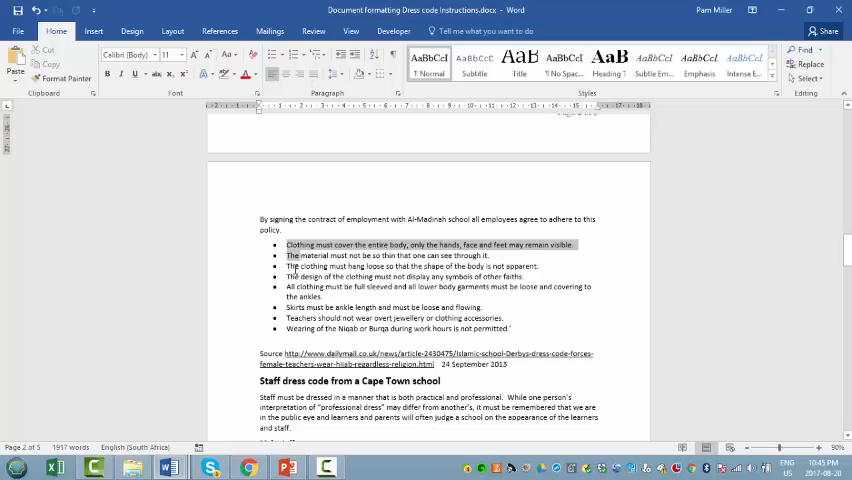 Document formatting Dress code Instructions.docx - Word
Pam Miller
File Home Insert Draw Design Layout References Mailings Review View Developer Tell me what you want to do Share
Cut
Copy
Format Painter
Paste
Calibri (Body) 11
Clipboard Font Paragraph Styles Editing
AaBbCcI AaBbCcI AaBb AaBbCcI AaBb AaBbCcI AaBbCcI AaBbCcI
¶ Normal Subtitle Title ¶ No Spac... Heading 1 Subtle Em... Emphasis Intense E...
Find
Replace
Select
By signing the contract of employment with Al-Madinah school all employees agree to adhere to this
policy.
• Clothing must cover the entire body, only the hands, face and feet may remain visible.
• The material must not be so thin that one can see through it.
• The clothing must hang loose so that the shape of the body is not apparent.
• The design of the clothing must not display any symbols of other faiths.
• All clothing must be full sleeved and all lower body garments must be loose and covering to
the ankles.
• Skirts must be ankle length and must be loose and flowing.
• Teachers should not wear overt jewellery or clothing accessories.
• Wearing of the Niqab or Burqa during work hours is not permitted.'
Source http://www.dailymail.co.uk/news/article-2430475/Islamic-school-Derbys-dress-code-forces-
female-teachers-wear-hijab-regardless-religion.html 24 September 2013
Staff dress code from a Cape Town school
Staff must be dressed in a manner that is both practical and professional. While one person's
interpretation of "professional dress" may differ from another's, it must be remembered that we are
in the public eye and learners and parents will often judge a school on the appearance of the learners
and staff.
Page 2 of 5 1917 words English (South Africa) 90%
ENG 10:45 PM
US 2017-08-20